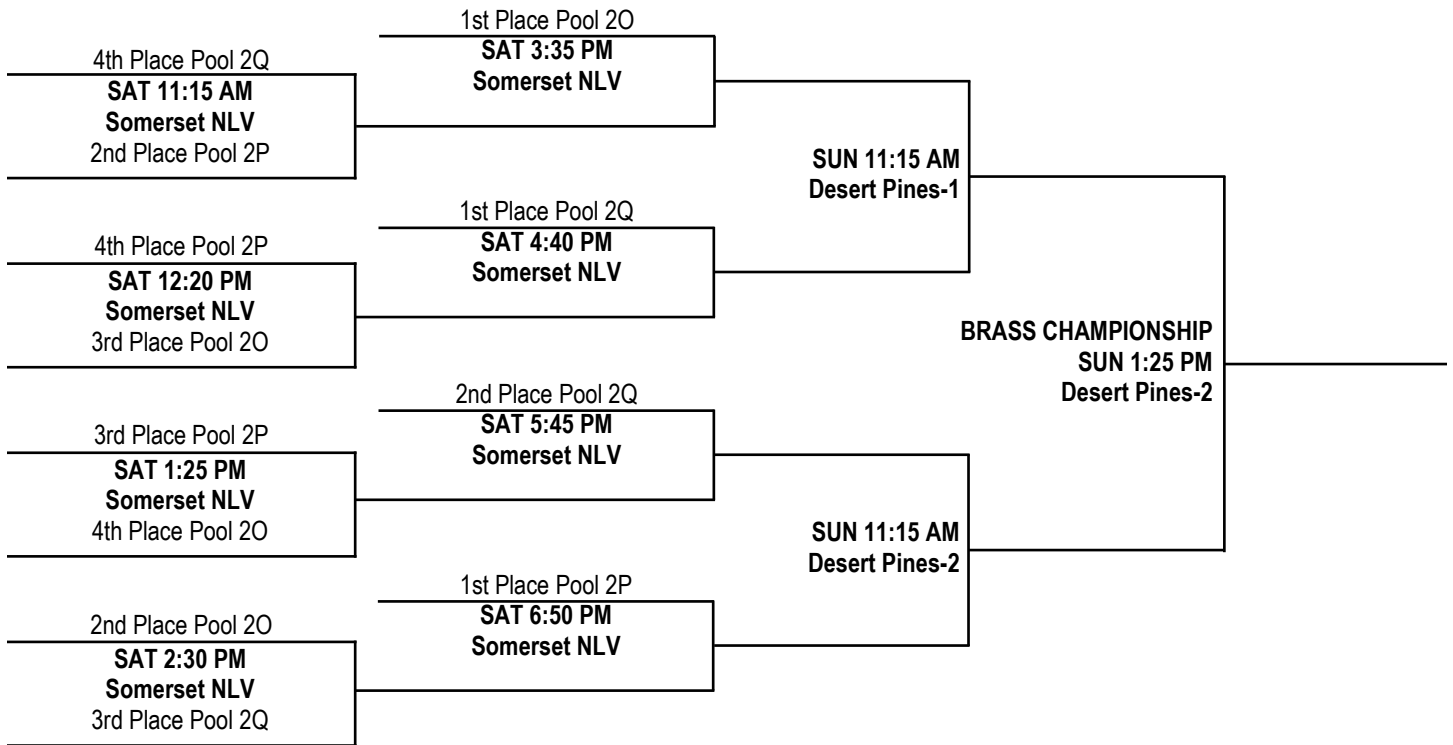 4th Place Pool 2Q
SAT 11:15 AM
Somerset NLV
2nd Place Pool 2P
4th Place Pool 2P
SAT 12:20 PM
Somerset NLV
3rd Place Pool 2O
3rd Place Pool 2P
SAT 1:25 PM
Somerset NLV
4th Place Pool 2O
2nd Place Pool 2O
SAT 2:30 PM
Somerset NLV
3rd Place Pool 2Q
1st Place Pool 2O
SAT 3:35 PM
Somerset NLV
1st Place Pool 2Q
SAT 4:40 PM
Somerset NLV
2nd Place Pool 2Q
SAT 5:45 PM
Somerset NLV
1st Place Pool 2P
SAT 6:50 PM
Somerset NLV
SUN 11:15 AM
Desert Pines-1
SUN 11:15 AM
Desert Pines-2
BRASS CHAMPIONSHIP
SUN 1:25 PM
Desert Pines-2